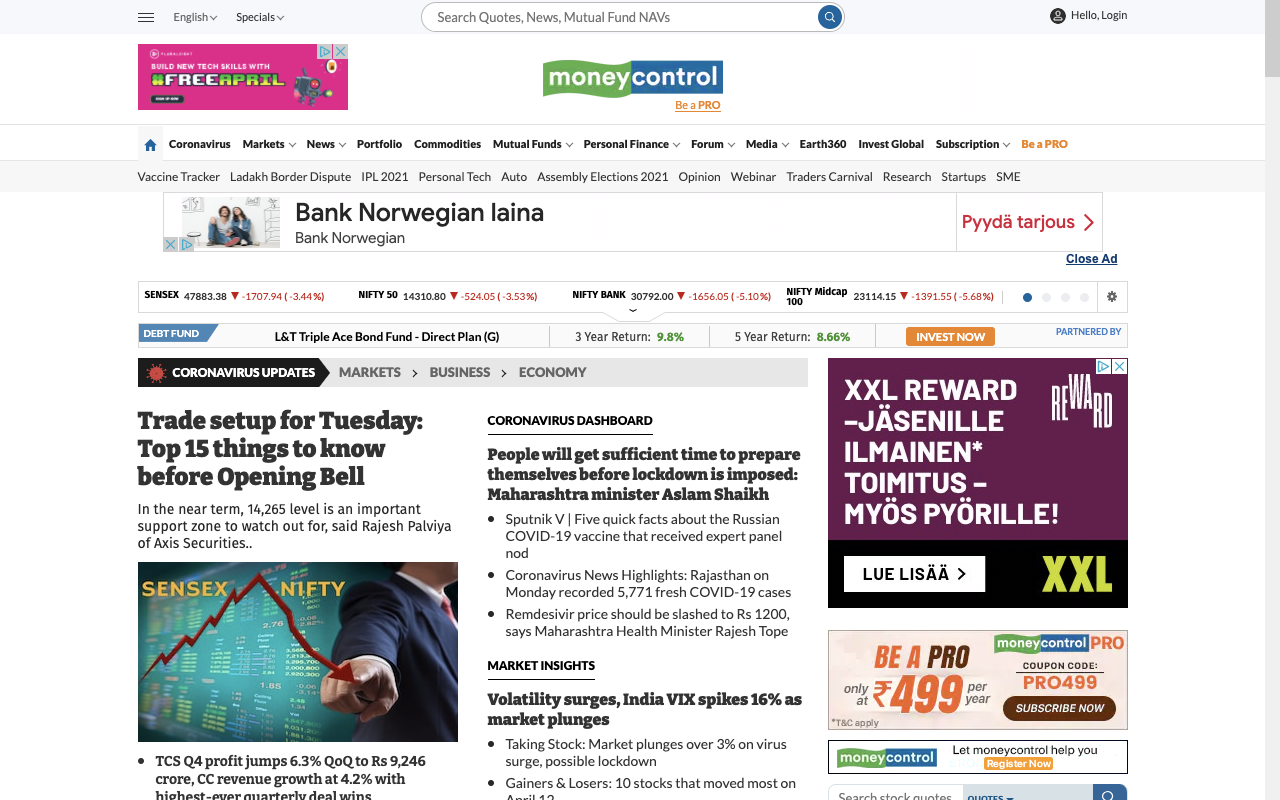 English
Specials
Search Quotes, News, Mutual Fund NAVs
Hello, Login
PLURALSIGHT
BUILD NEW TECH SKILLS WITH
#FREEAPRIL
SIGN UP NOW
moneycontrol
Be a PRO
Coronavirus Markets News Portfolio Commodities Mutual Funds Personal Finance Forum Media Earth360 Invest Global Subscription Be a PRO
Vaccine Tracker Ladakh Border Dispute IPL 2021 Personal Tech Auto Assembly Elections 2021 Opinion Webinar Traders Carnival Research Startups SME
Bank Norwegian laina
Bank Norwegian
Pyydä tarjous
Close Ad
SENSEX 47883.38 -1707.94 (-3.44%)
NIFTY 50 14310.80 -524.05 (-3.53%)
NIFTY BANK 30792.00 -1656.05 (-5.10%)
NIFTY Midcap 100 23114.15 -1391.55 (-5.68%)
DEBT FUND
L&T Triple Ace Bond Fund - Direct Plan (G)
3 Year Return: 9.8%
5 Year Return: 8.66%
INVEST NOW
PARTNERED BY
CORONAVIRUS UPDATES MARKETS BUSINESS ECONOMY
Trade setup for Tuesday:
Top 15 things to know
before Opening Bell
In the near term, 14,265 level is an important
support zone to watch out for, said Rajesh Palviya
of Axis Securities..
SENSEX NIFTY
TCS Q4 profit jumps 6.3% QoQ to Rs 9,246
crore, CC revenue growth at 4.2% with
highest-ever quarterly deal wins
CORONAVIRUS DASHBOARD
People will get sufficient time to prepare
themselves before lockdown is imposed:
Maharashtra minister Aslam Shaikh
Sputnik V | Five quick facts about the Russian
COVID-19 vaccine that received expert panel
nod
Coronavirus News Highlights: Rajasthan on
Monday recorded 5,771 fresh COVID-19 cases
Remdesivir price should be slashed to Rs 1200,
says Maharashtra Health Minister Rajesh Tope
MARKET INSIGHTS
Volatility surges, India VIX spikes 16% as
market plunges
Taking Stock: Market plunges over 3% on virus
surge, possible lockdown
Gainers & Losers: 10 stocks that moved most on
April 12
XXL REWARD
-JÄSENILLE
ILMAINEN*
TOIMITUS –
MYÖS PYÖRILLE!
REWARD
LUE LISÄÄ
XXL
moneycontrol PRO
BE A PRO
only at ₹499 per year
COUPON CODE:
PRO499
SUBSCRIBE NOW
*T&C apply
moneycontrol
Let moneycontrol help you
Register Now
Search stock quotes
QUOTES